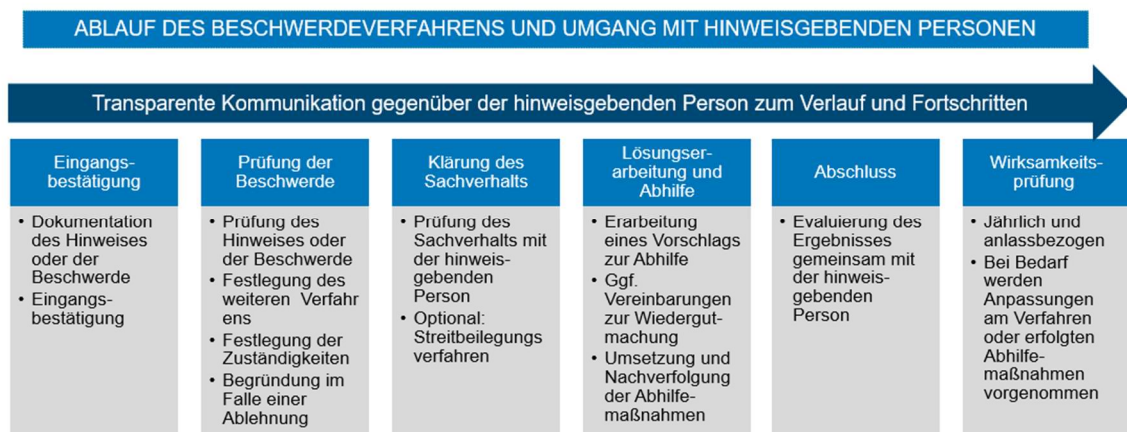 ABLAUF DES BESCHWERDEVERFAHRENS UND UMGANG MIT HINWEISGEBENDEN PERSONEN
Transparente Kommunikation gegenüber der hinweisgebenden Person zum Verlauf und Fortschritten
Eingangs-
bestätigung
• Dokumentation
des Hinweises
oder der
Beschwerde
• Eingangs-
bestätigung
Prüfung der
Beschwerde
• Prüfung des
Hinweises oder
der Beschwerde
• Festlegung des
weiteren Verfahr
ens
• Festlegung der
Zuständigkeiten
• Begründung im
Falle einer
Ablehnung
Klärung des
Sachverhalts
• Prüfung des
Sachverhalts mit
der hinweis-
gebenden
Person
• Optional:
Streitbeilegungs
verfahren
Lösungser-
arbeitung und
Abhilfe
• Erarbeitung
eines Vorschlags
zur Abhilfe
• Ggf.
Vereinbarungen
zur Wiedergut-
machung
• Umsetzung und
Nachverfolgung
der Abhilfe-
maßnahmen
Abschluss
• Evaluierung des
Ergebnisses
gemeinsam mit
der hinweis-
gebenden
Person
Wirksamkeits-
prüfung
• Jährlich und
anlassbezogen
• Bei Bedarf
werden
Anpassungen
am Verfahren
oder erfolgten
Abhilfe-
maßnahmen
vorgenommen